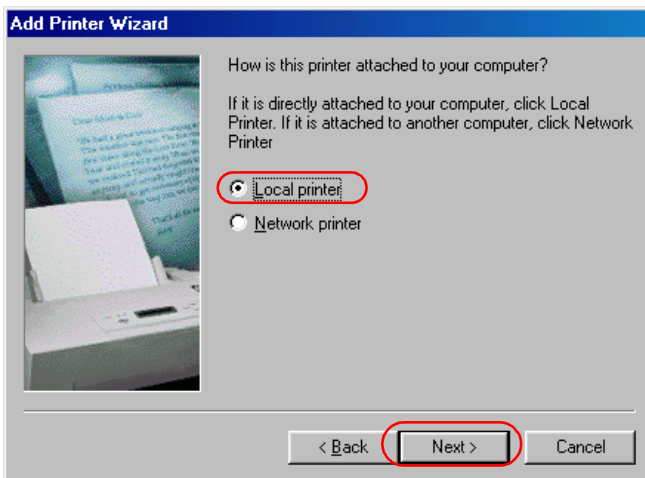 Add Printer Wizard
How is this printer attached to your computer?
If it is directly attached to your computer, click Local
Printer. If it is attached to another computer, click Network
Printer
Local printer
Network printer
< Back
Next >
Cancel